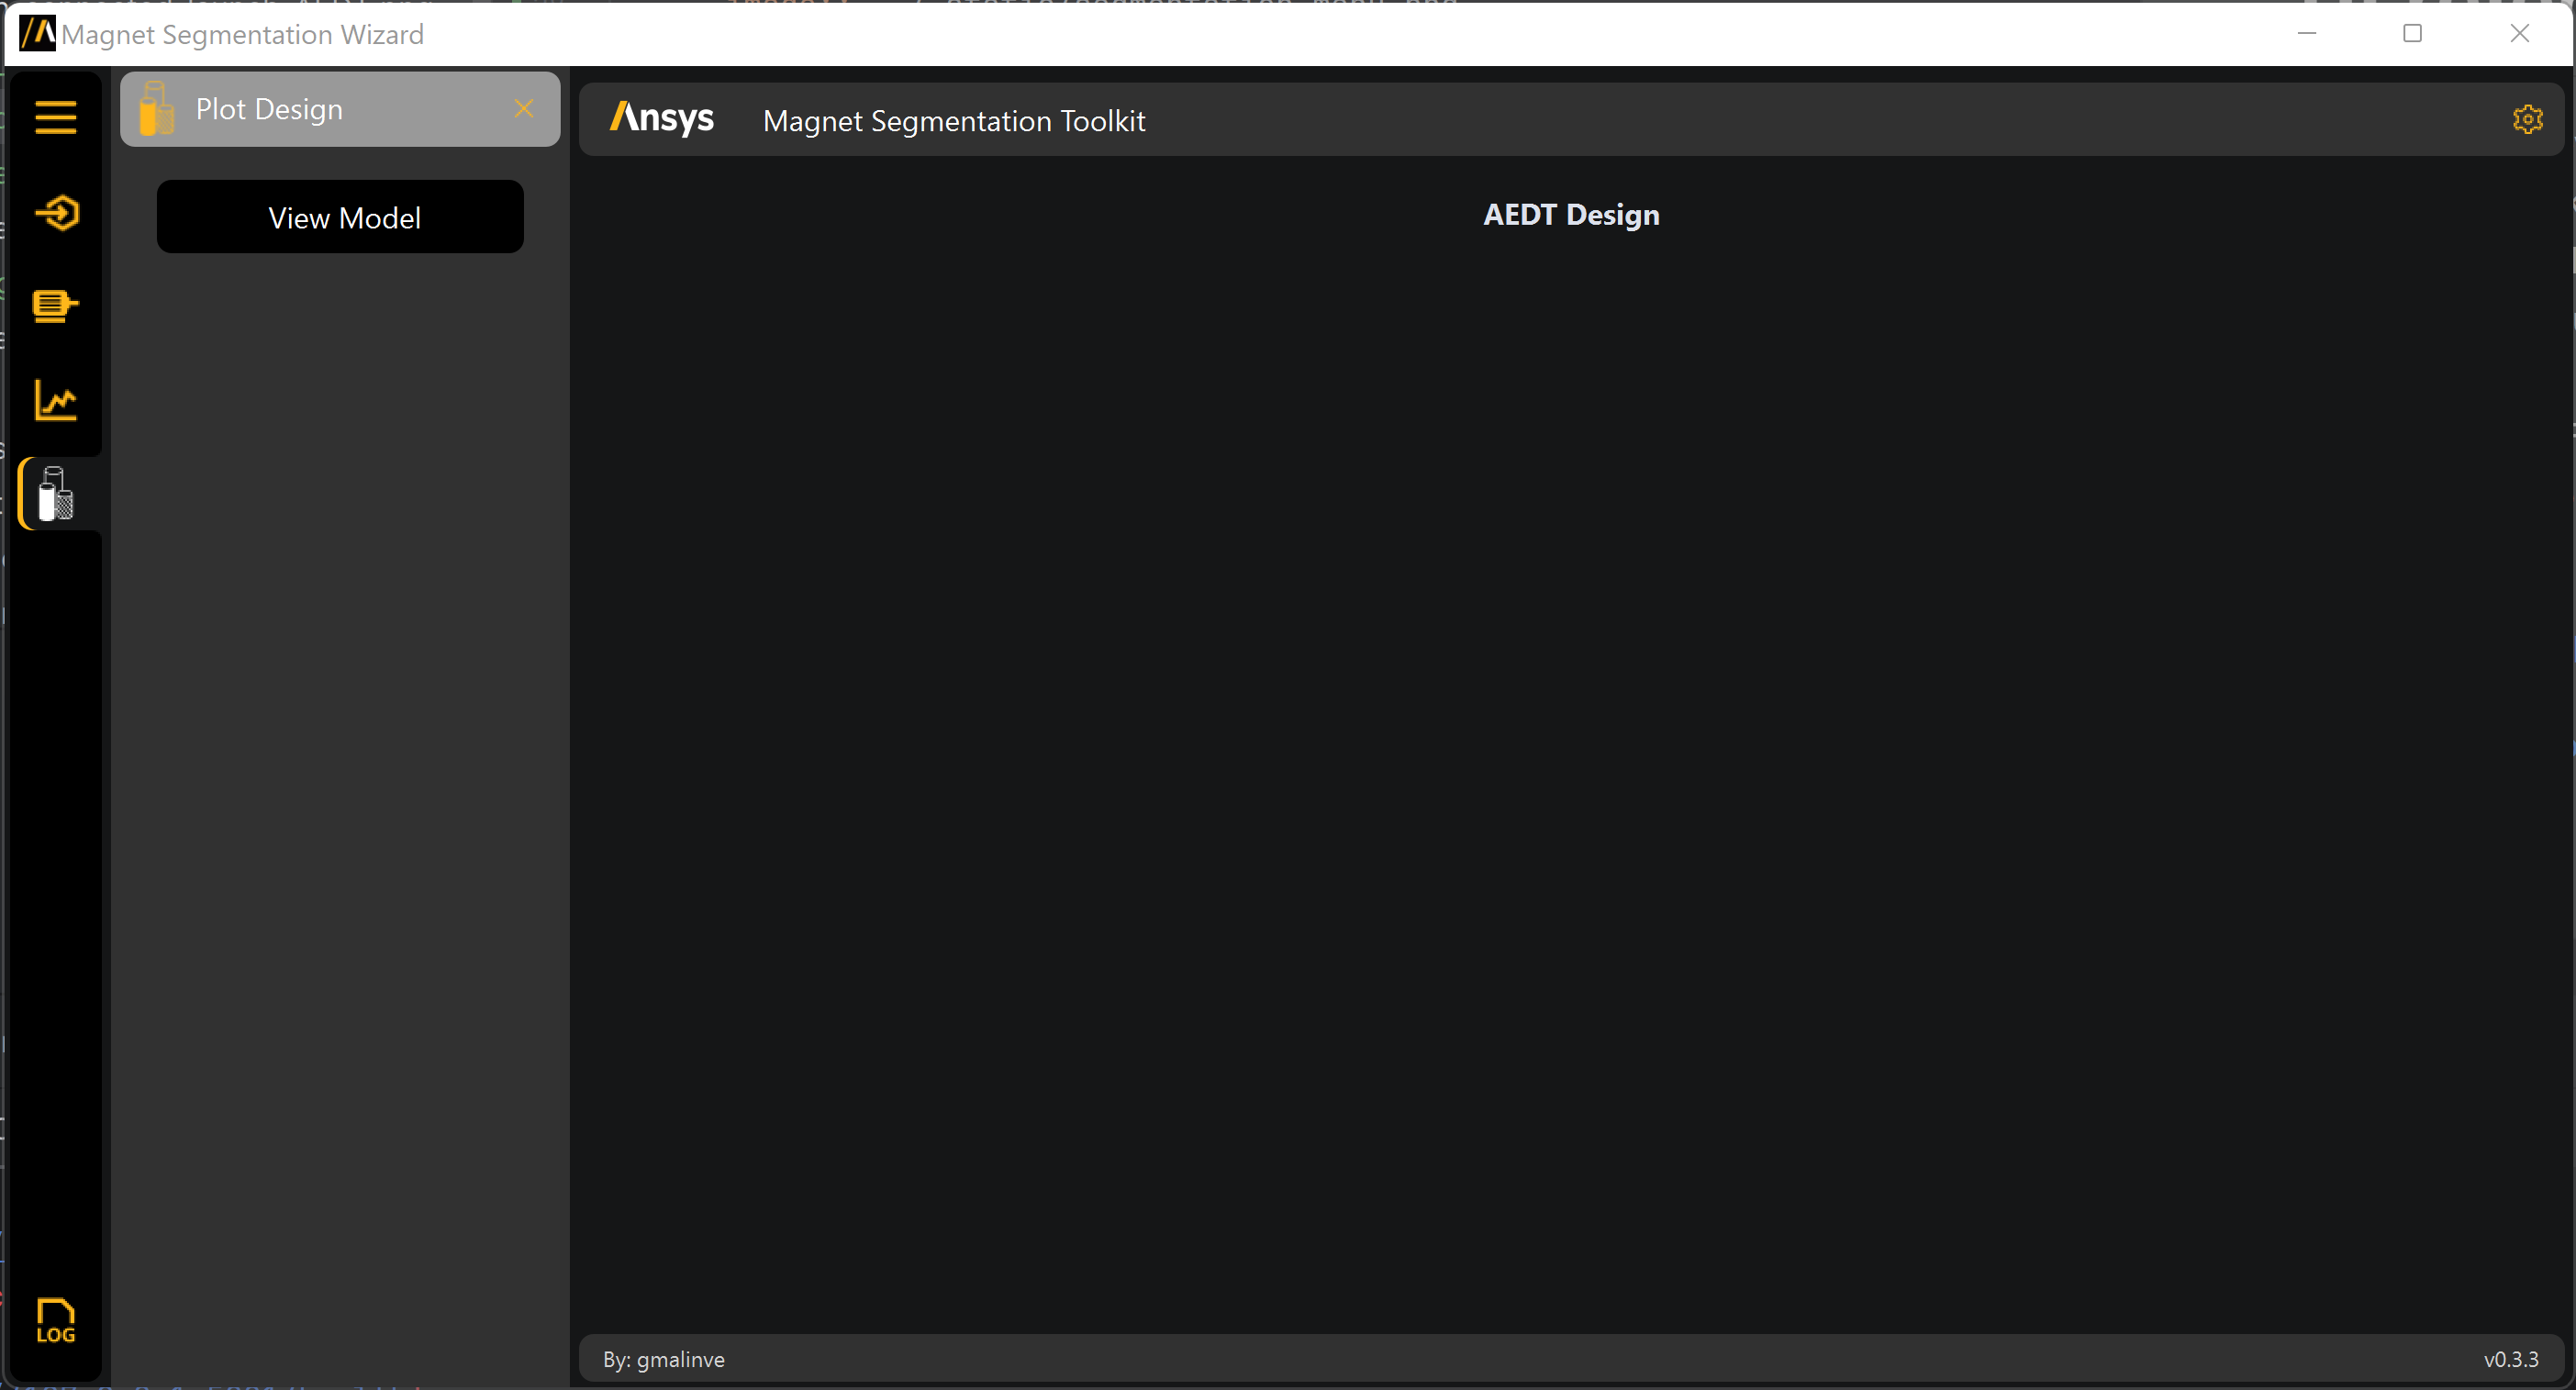 Magnet Segmentation Wizard
Plot Design
View Model
Ansys
Magnet Segmentation Toolkit
AEDT Design
LOG
By: gmalinve
v0.3.3